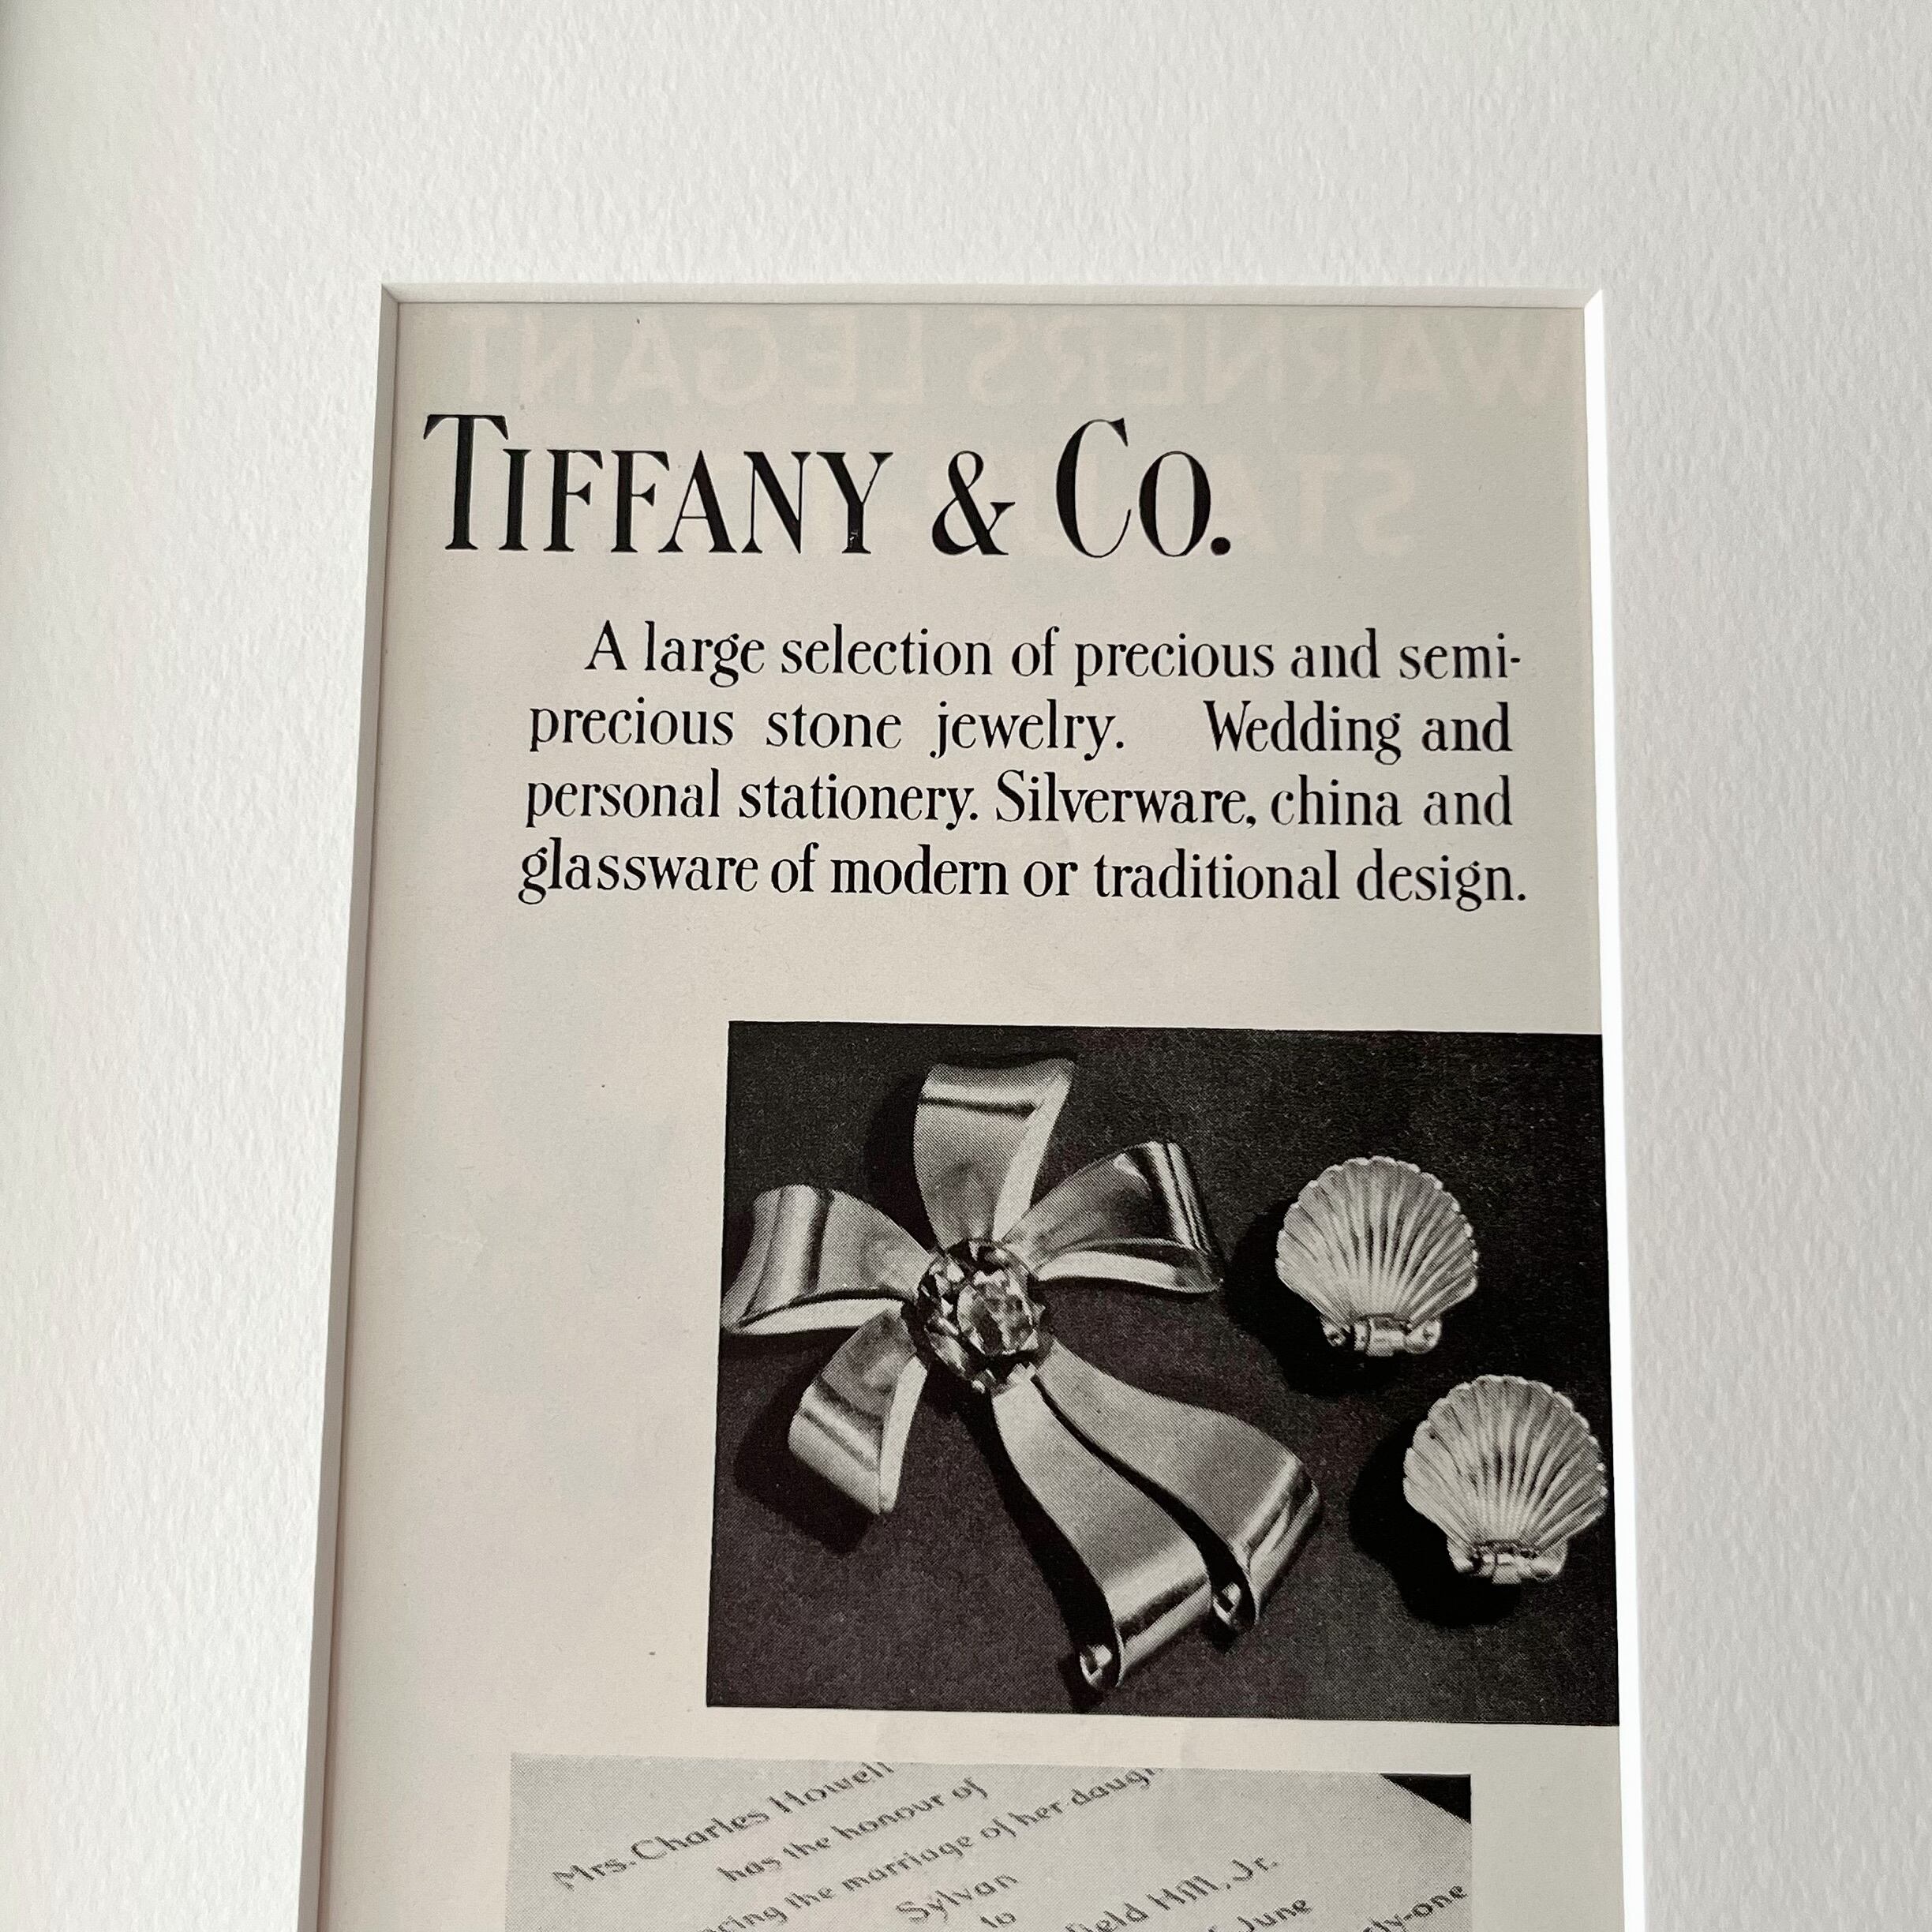 WARNER'S LEGANT
TIFFANY & CO.
A large selection of precious and semi-
precious stone jewelry. Wedding and
personal stationery. Silverware, china and
glassware of modern or traditional design.
Mrs. Charles Howell
has the honour of
the marriage of her
Sylvan
to
Hill, Jr.
June